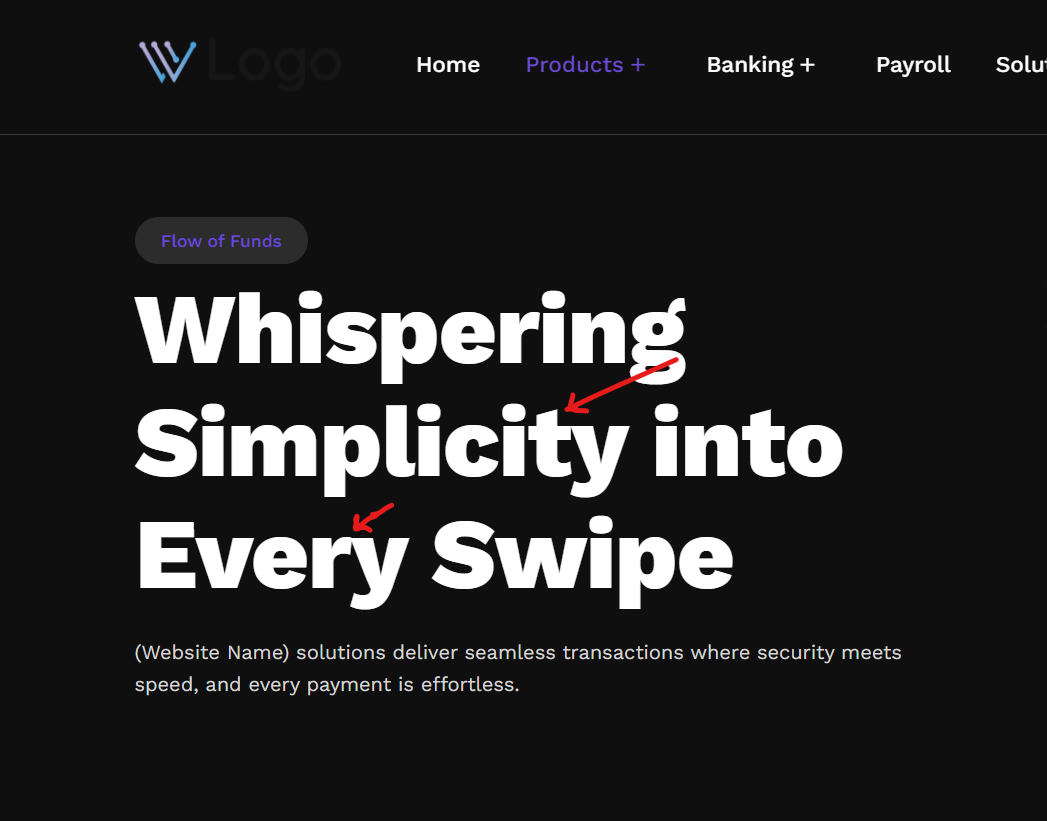 Logo
Home Products + Banking + Payroll
Flow of Funds
Whispering
Simplicity into
Every Swipe
(Website Name) solutions deliver seamless transactions where security meets
speed, and every payment is effortless.